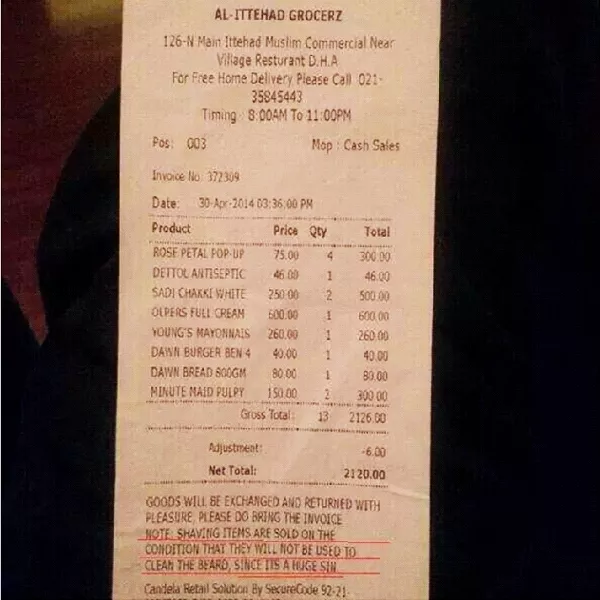 AL-ITTEHAD GROCERZ
126-N Main Ittehad Muslim Commercial Near
Village Resturant D.H.A
For Free Home Delivery Please Call 021-
35845443
Timing: 8:00AM To 11:00PM
Pos: 003 Mop : Cash Sales
Invoice No. 372309
Date: 30-Apr-2014 03:36:00 PM
Product Price Qty Total
ROSE PETAL POP-UP 75.00 4 300.00
DETTOL ANTISEPTIC 46.00 1 46.00
SADI CHAKKI WHITE 250.00 2 500.00
OLPERS FULL CREAM 600.00 1 600.00
YOUNG'S MAYONNAIS 260.00 1 260.00
DAWN BURGER BEN 4 40.00 1 40.00
DAWN BREAD 800GM 80.00 1 80.00
MINUTE MAID PULPY 150.00 2 300.00
Gross Total: 13 2126.00
Adjustment: -6.00
Net Total: 2120.00
GOODS WILL BE EXCHANGED AND RETURNED WITH
PLEASURE, PLEASE DO BRING THE INVOICE
NOTE: SHAVING ITEMS ARE SOLD ON THE
CONDITION THAT THEY WILL NOT BE USED TO
CLEAN THE BEARD, SINCE ITS A HUGE SIN
Candela Retail Solution By SecureCode 92-21-